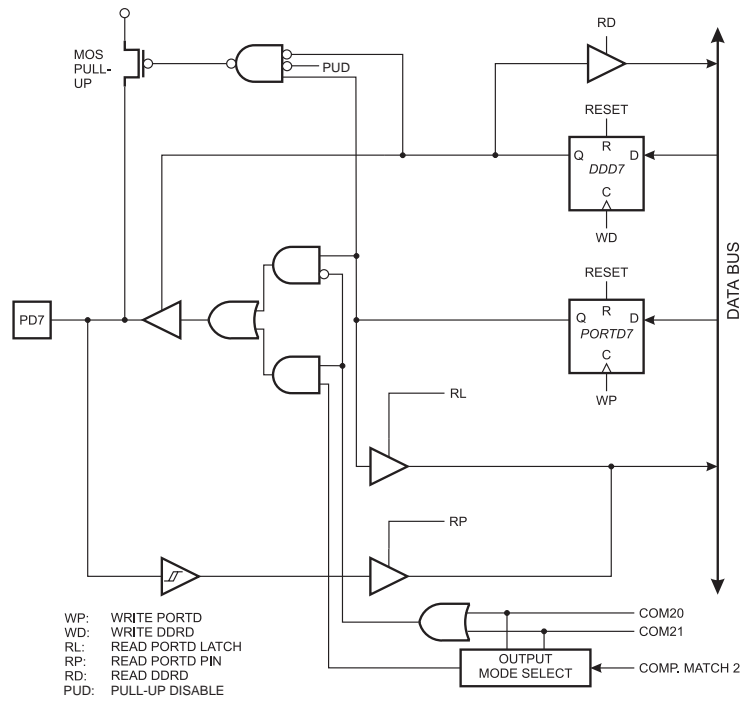 RD
MOS
PULL-
UP
PUD
RESET
R
Q
D
DDD7
C
WD
DATA BUS
RESET
R
Q
D
PORTD7
C
WP
PD7
RL
RP
WP: WRITE PORTD
WD: WRITE DDRD
RL: READ PORTD LATCH
RP: READ PORTD PIN
RD: READ DDRD
PUD: PULL-UP DISABLE
COM20
COM21
OUTPUT
MODE SELECT
COMP. MATCH 2